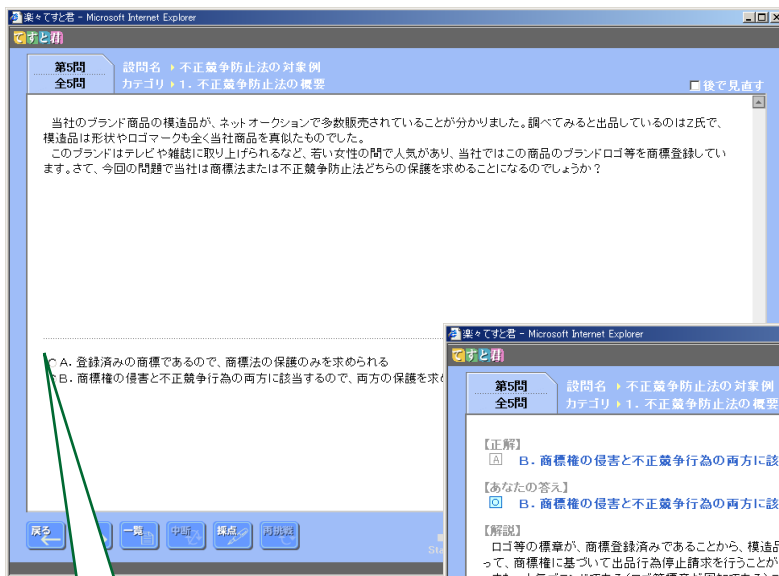 楽々てすと君 - Microsoft Internet Explorer
てすと君
第5問
全5問
設問名 ▸ 不正競争防止法の対象例
カテゴリ ▸ 1. 不正競争防止法の概要
後で見直す
当社のブランド商品の模造品が、ネットオークションで多数販売されていることが分かりました。調べてみると出品しているのはZ氏で、
模造品は形状やロゴマークも全く当社商品を真似たものでした。
このブランドはテレビや雑誌に取り上げられるなど、若い女性の間で人気があり、当社ではこの商品のブランドロゴ等を商標登録してい
ます。さて、今回の問題で当社は商標法または不正競争防止法どちらの保護を求めることになるのでしょうか？
A. 登録済みの商標であるので、商標法の保護のみを求められる
B. 商標権の侵害と不正競争行為の両方に該当するので、両方の保護を求め
戻る
一覧
中断
採点
再挑戦
楽々てすと君 - Microsoft Internet Explorer
てすと君
第5問
全5問
設問名 ▸ 不正競争防止法の対象例
カテゴリ ▸ 1. 不正競争防止法の概要
【正解】
A B. 商標権の侵害と不正競争行為の両方に該
【あなたの答え】
B. 商標権の侵害と不正競争行為の両方に該
【解説】
ロゴ等の標章が、商標登録済みであることから、模造品
って、商標権に基づいて出品行為停止請求を行うことが